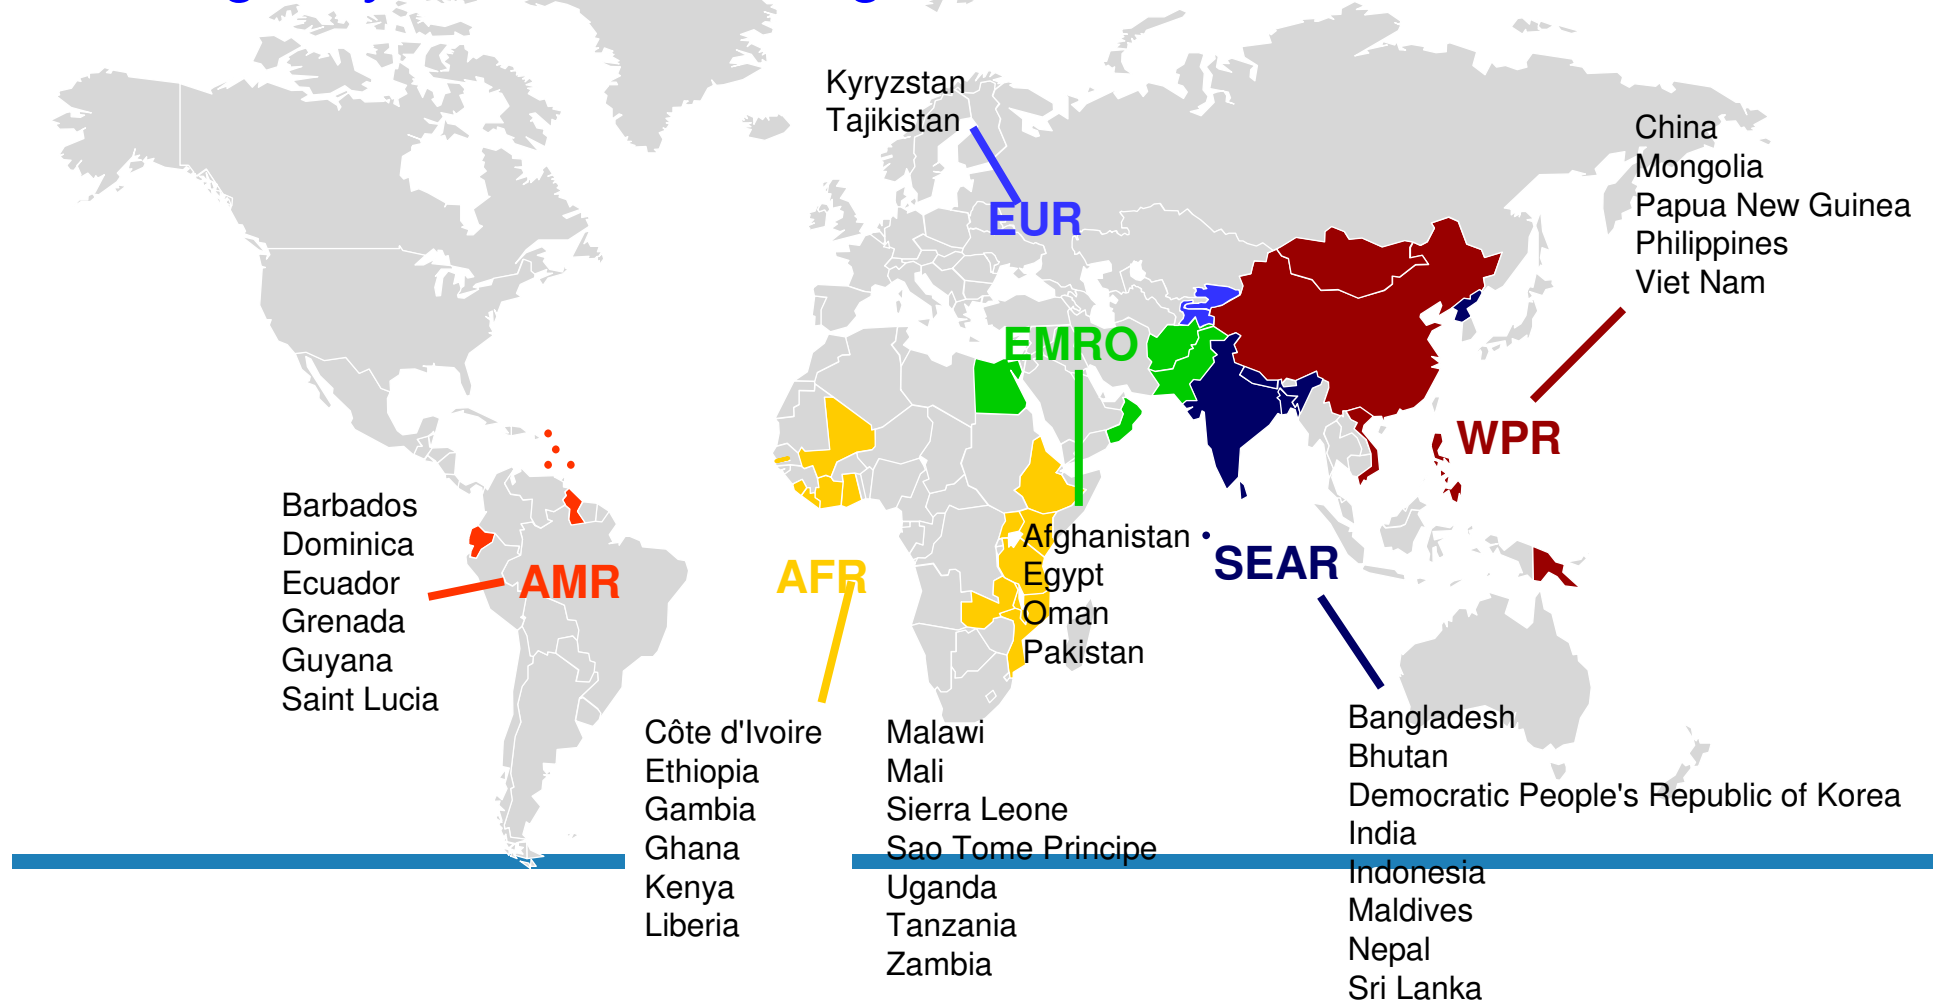 Kyryzstan
Tajikistan
EUR
China
Mongolia
Papua New Guinea
Philippines
Viet Nam
WPR
EMRO
Afghanistan
Egypt
Oman
Pakistan
Barbados
Dominica
Ecuador
Grenada
Guyana
Saint Lucia
AMR
AFR
Côte d'Ivoire
Ethiopia
Gambia
Ghana
Kenya
Liberia
Malawi
Mali
Sierra Leone
Sao Tome Principe
Uganda
Tanzania
Zambia
SEAR
Bangladesh
Bhutan
Democratic People's Republic of Korea
India
Indonesia
Maldives
Nepal
Sri Lanka